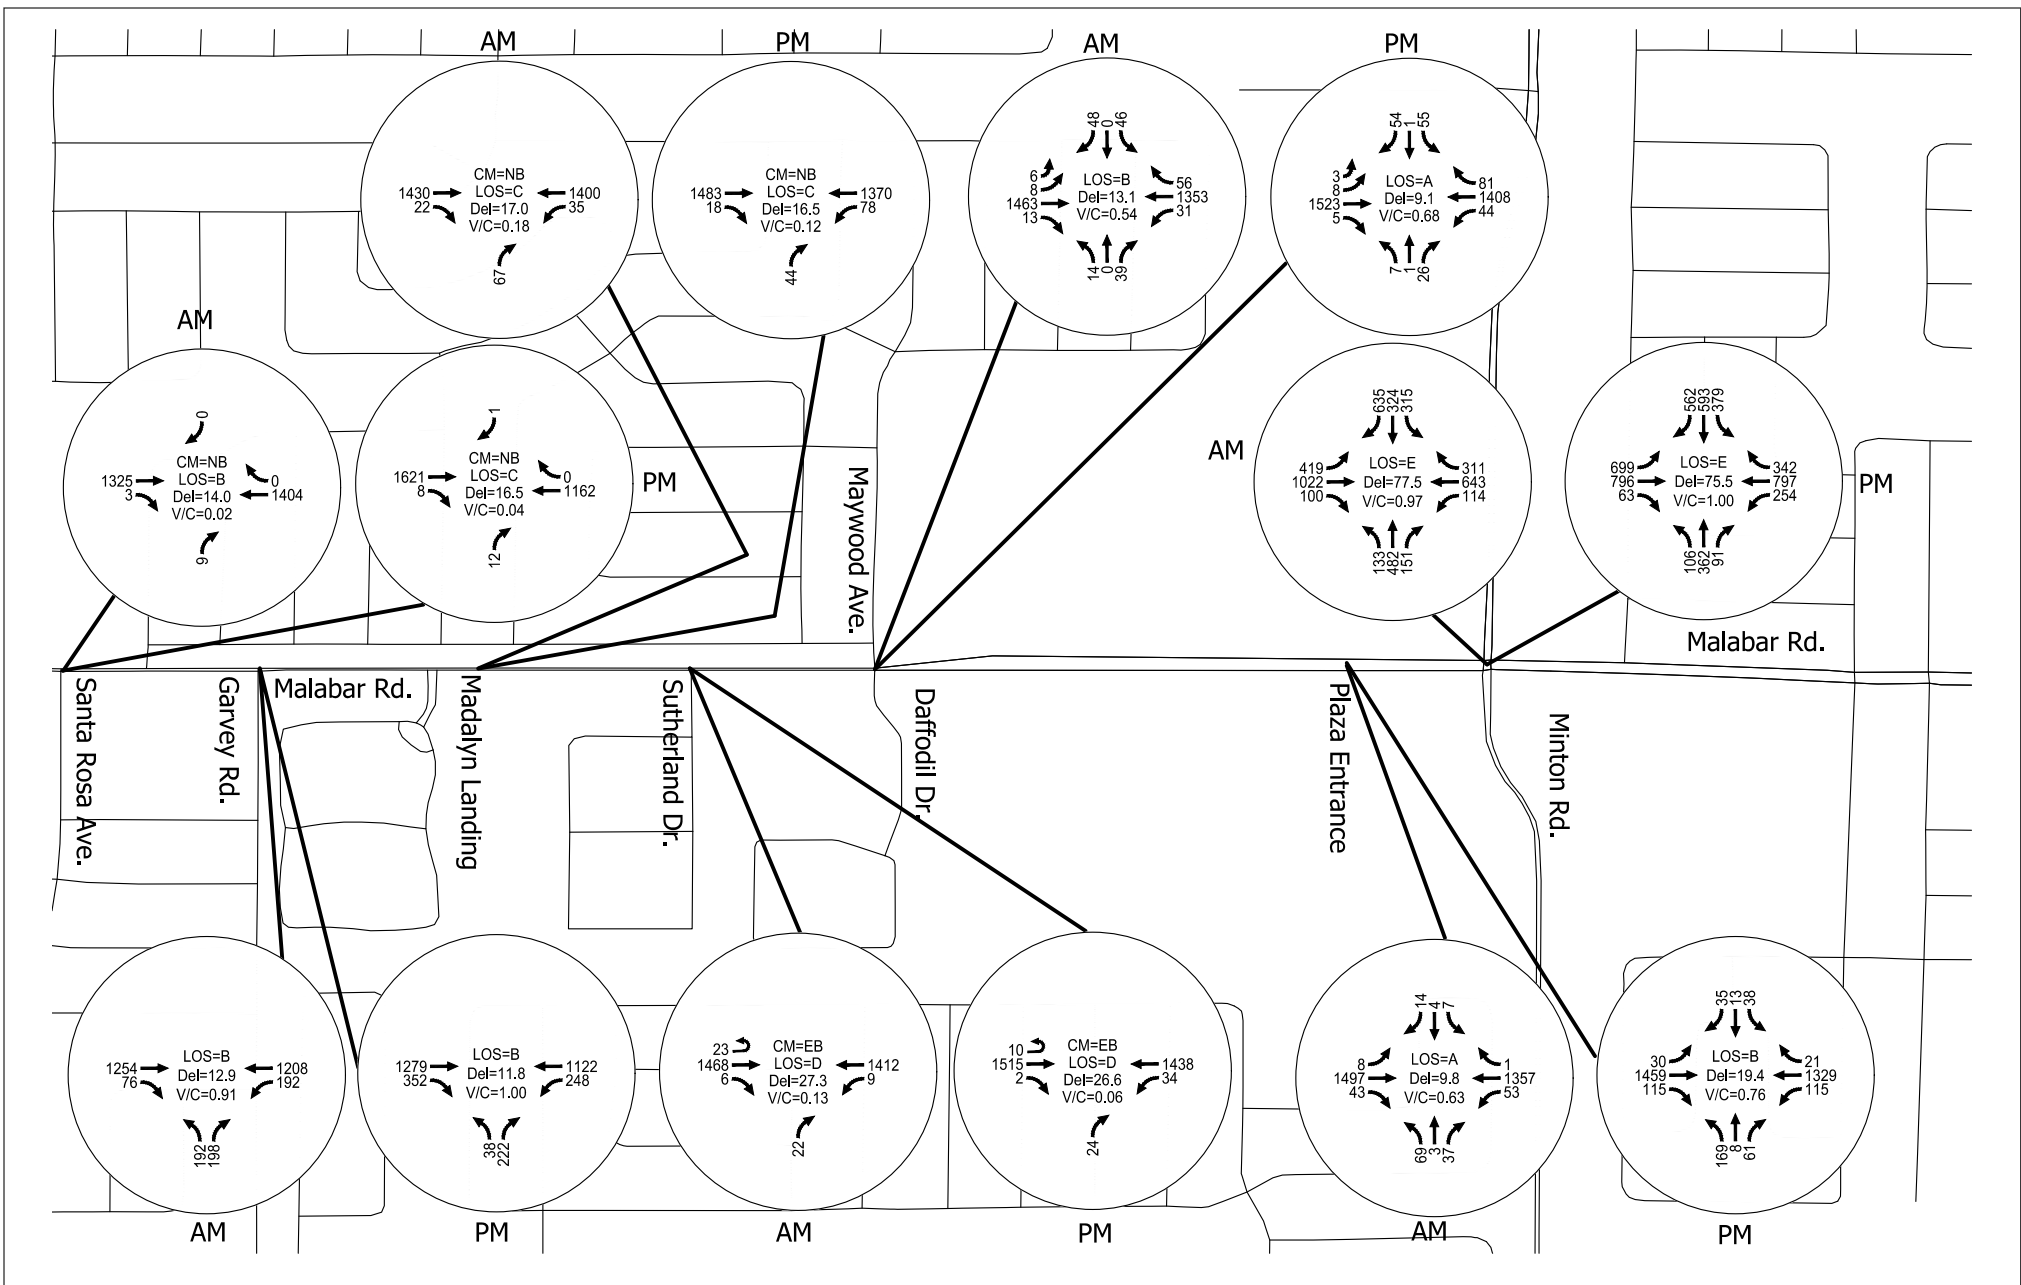 AM
PM
AM
PM
CM=NB
LOS=C
Del=17.0
V/C=0.18
1430
22
1400
35
67
CM=NB
LOS=C
Del=16.5
V/C=0.12
1483
18
1370
78
44
48
0
46
6
8
1463
13
LOS=B
Del=13.1
V/C=0.54
56
1353
31
14
0
39
54
1
55
3
8
1523
5
LOS=A
Del=9.1
V/C=0.68
81
1408
44
7
1
26
AM
0
1325
3
CM=NB
LOS=B
Del=14.0
V/C=0.02
0
1404
9
1
1621
8
CM=NB
LOS=C
Del=16.5
V/C=0.04
0
1162
12
PM
AM
635
324
315
419
1022
100
LOS=E
Del=77.5
V/C=0.97
311
643
114
133
482
151
562
593
379
699
796
63
LOS=E
Del=75.5
V/C=1.00
342
797
254
106
362
91
PM
Maywood Ave.
Malabar Rd.
Santa Rosa Ave.
Garvey Rd.
Malabar Rd.
Madalyn Landing
Sutherland Dr.
Daffodil Dr.
Plaza Entrance
Minton Rd.
1254
76
LOS=B
Del=12.9
V/C=0.91
1208
192
192
198
1279
352
LOS=B
Del=11.8
V/C=1.00
1122
248
38
222
23
1468
6
CM=EB
LOS=D
Del=27.3
V/C=0.13
1412
9
22
10
1515
2
CM=EB
LOS=D
Del=26.6
V/C=0.06
1438
34
24
14
4
7
8
1497
43
LOS=A
Del=9.8
V/C=0.63
1
1357
53
69
3
37
35
13
38
30
1459
115
LOS=B
Del=19.4
V/C=0.76
21
1329
115
169
8
61
AM
PM
AM
PM
AM
PM